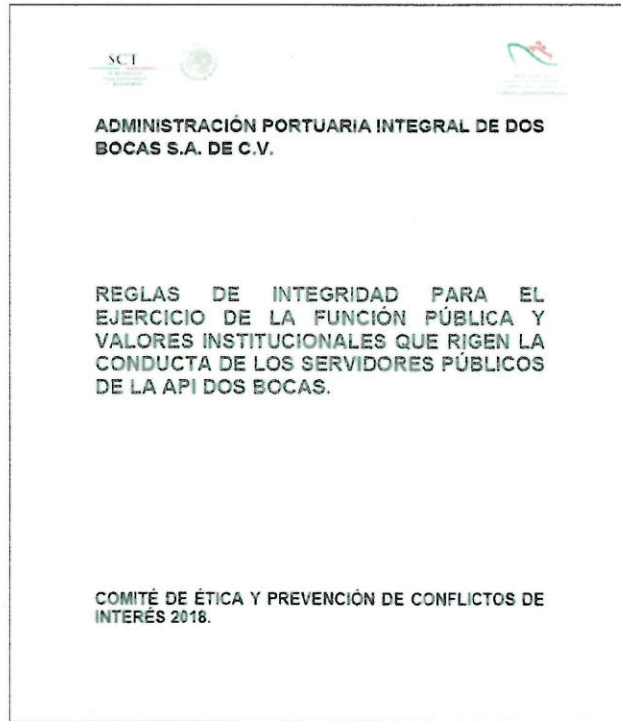 SCT
ADMINISTRACIÓN PORTUARIA INTEGRAL DE DOS
BOCAS S.A. DE C.V.
REGLAS DE INTEGRIDAD PARA EL
EJERCICIO DE LA FUNCIÓN PÚBLICA Y
VALORES INSTITUCIONALES QUE RIGEN LA
CONDUCTA DE LOS SERVIDORES PÚBLICOS
DE LA API DOS BOCAS.
COMITÉ DE ÉTICA Y PREVENCIÓN DE CONFLICTOS DE
INTERÉS 2018.